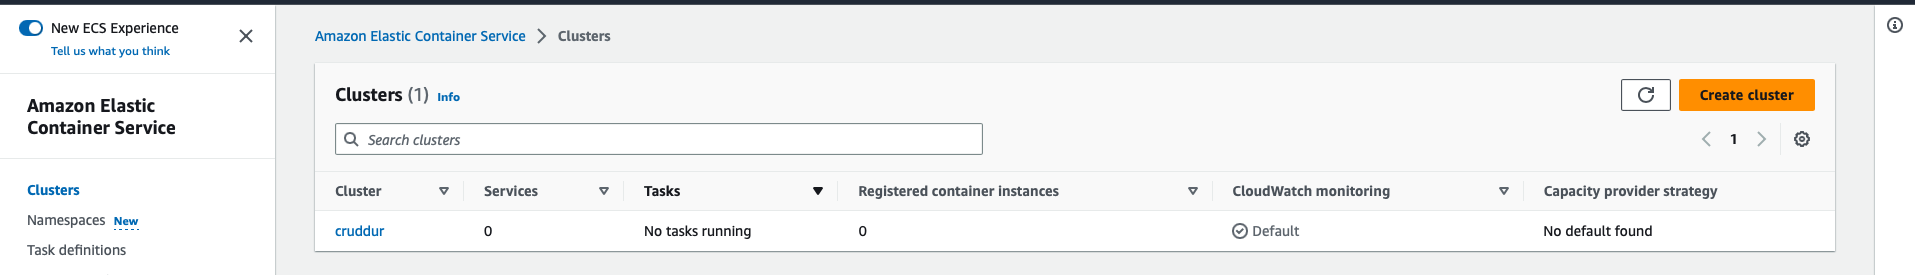 New ECS Experience
Tell us what you think
Amazon Elastic
Container Service
Clusters
Namespaces New
Task definitions
Amazon Elastic Container Service > Clusters
Clusters (1) Info
Create cluster
Search clusters
1
Cluster Services Tasks Registered container instances CloudWatch monitoring Capacity provider strategy
cruddur 0 No tasks running 0 Default No default found